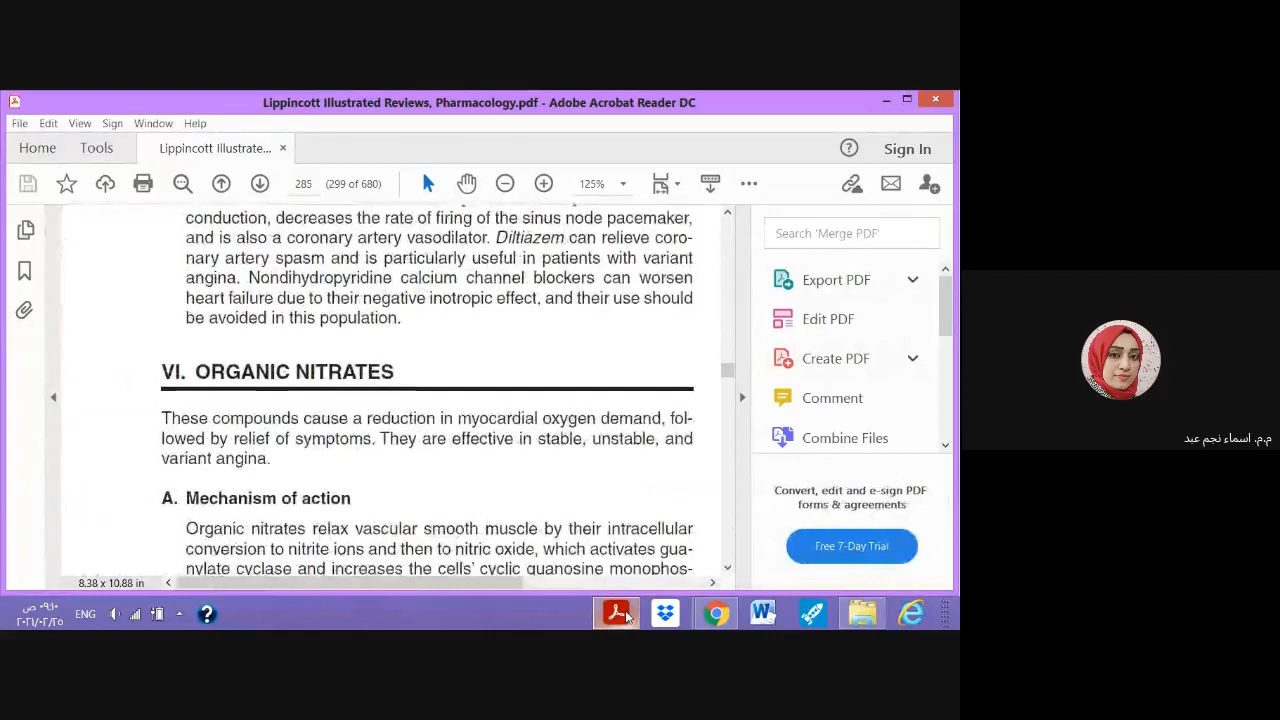 Lippincott Illustrated Reviews, Pharmacology.pdf - Adobe Acrobat Reader DC
File Edit View Sign Window Help
Home Tools Lippincott Illustrate... × Sign In
285 (299 of 680) 125%
conduction, decreases the rate of firing of the sinus node pacemaker,
and is also a coronary artery vasodilator. Diltiazem can relieve coro-
nary artery spasm and is particularly useful in patients with variant
angina. Nondihydropyridine calcium channel blockers can worsen
heart failure due to their negative inotropic effect, and their use should
be avoided in this population.
VI. ORGANIC NITRATES
These compounds cause a reduction in myocardial oxygen demand, fol-
lowed by relief of symptoms. They are effective in stable, unstable, and
variant angina.
A. Mechanism of action
Organic nitrates relax vascular smooth muscle by their intracellular
conversion to nitrite ions and then to nitric oxide, which activates gua-
nylate cyclase and increases the cells' cyclic guanosine monophos-
8.38 x 10.88 in
Search 'Merge PDF'
Export PDF
Edit PDF
Create PDF
Comment
Combine Files
Convert, edit and e-sign PDF
forms & agreements
Free 7-Day Trial
م.م. اسماء نجم عبد
ص ٠٩:١٠
٢٠٢١/٠٢/٢٥
ENG